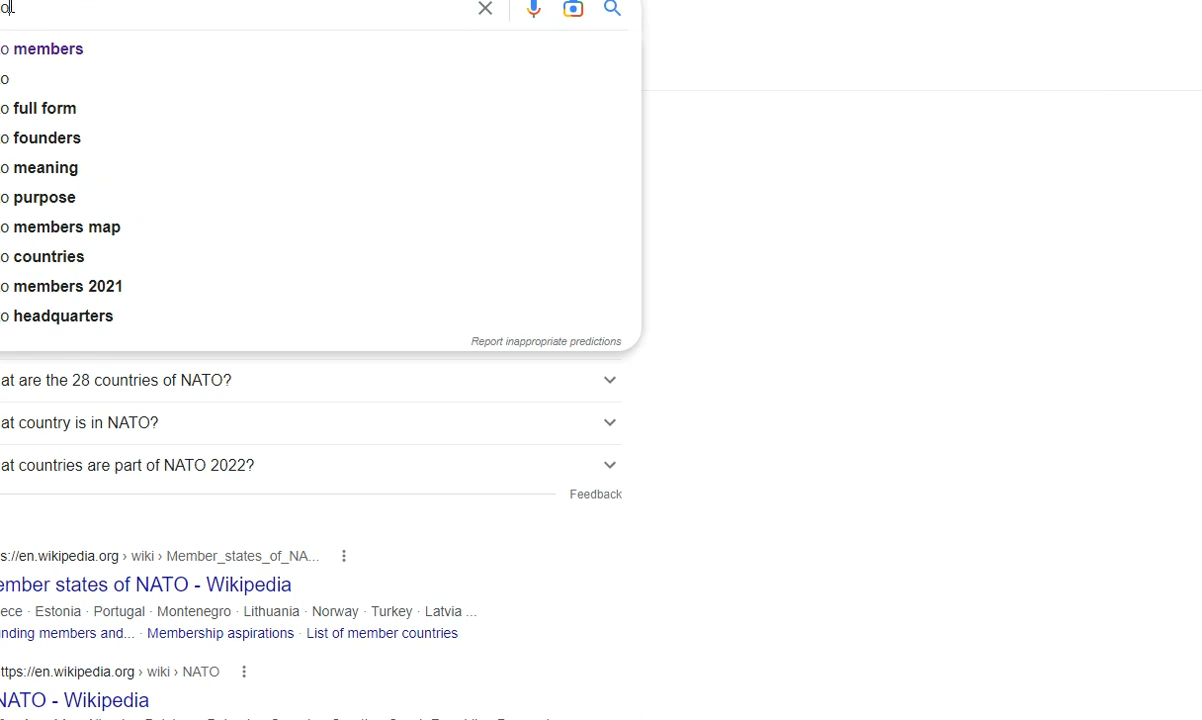 o
o members
o
o full form
o founders
o meaning
o purpose
o members map
o countries
o members 2021
o headquarters
Report inappropriate predictions
at are the 28 countries of NATO?
at country is in NATO?
at countries are part of NATO 2022?
Feedback
s://en.wikipedia.org › wiki › Member_states_of_NA...
ember states of NATO - Wikipedia
ece · Estonia · Portugal · Montenegro · Lithuania · Norway · Turkey · Latvia ...
nding members and... · Membership aspirations · List of member countries
ttps://en.wikipedia.org › wiki › NATO
NATO - Wikipedia